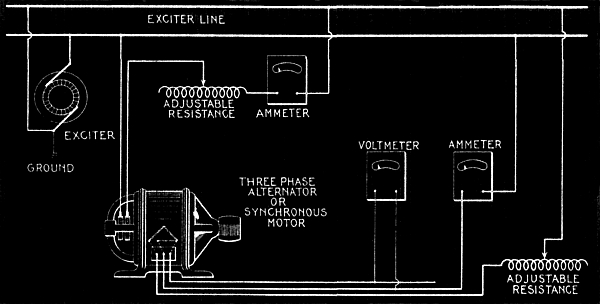 EXCITER LINE
ADJUSTABLE
RESISTANCE
AMMETER
EXCITER
GROUND
VOLTMETER
AMMETER
THREE PHASE
ALTERNATOR
OR
SYNCHRONOUS
MOTOR
ADJUSTABLE
RESISTANCE